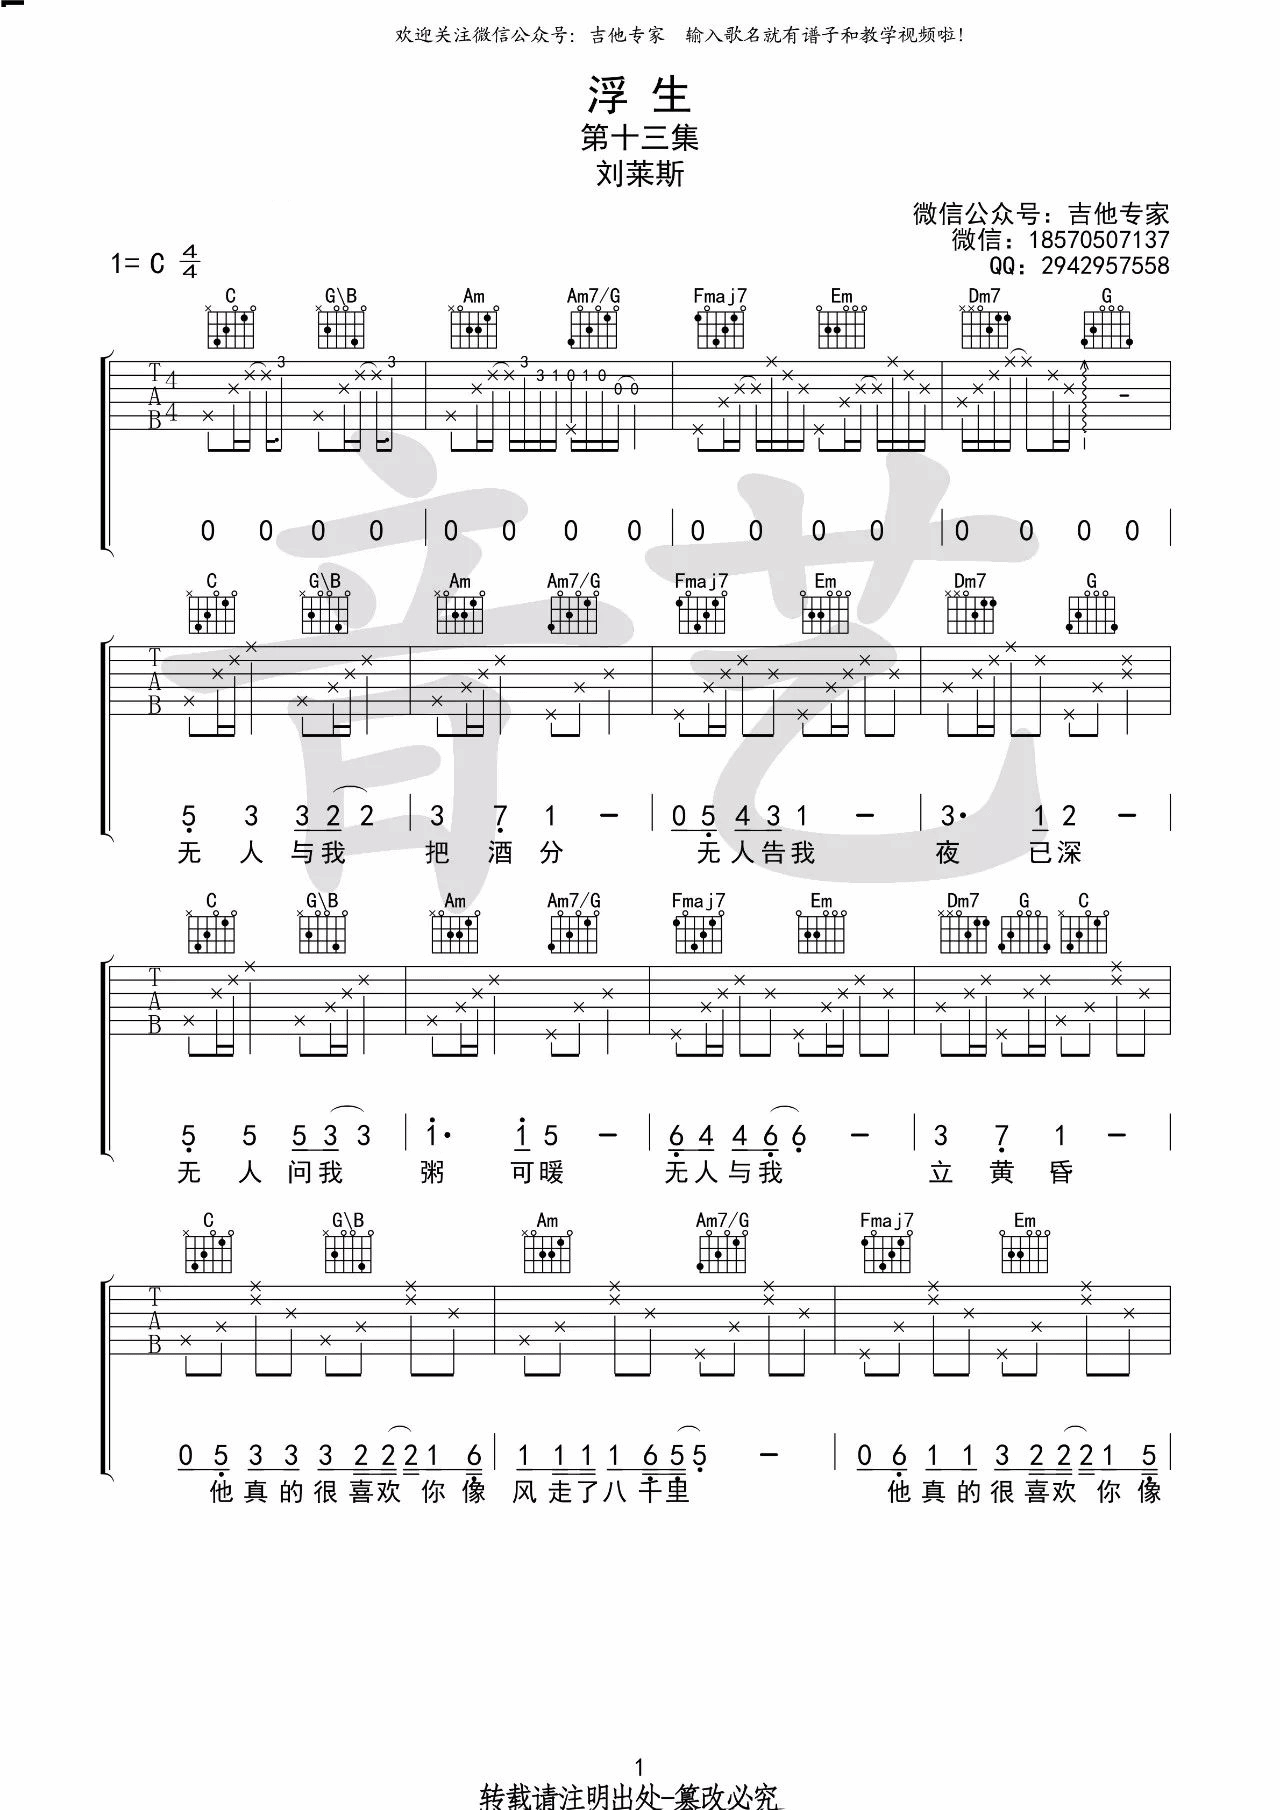 欢迎关注微信公众号：吉他专家 输入歌名就有谱子和教学视频啦！
浮 生
第十三集
刘莱斯
微信公众号：吉他专家
微信：18570507137
QQ：2942957558
1= C 4/4
C G\B Am Am7/G Fmaj7 Em Dm7 G
3 3 3 3 1 0 1 0 0 0
T A B 4 4
0 0 0 0 0 0 0 0 0 0 0 0 0 0 0 0
C G\B Am Am7/G Fmaj7 Em Dm7 G
T A B
5 3 3 2 2 3 7 1 - 0 5 4 3 1 - 3· 1 2 -
无 人 与我 把 酒 分 无人告我 夜 已深
C G\B Am Am7/G Fmaj7 Em Dm7 G C
T A B
5 5 5 3 3 1· 1 5 - 6 4 4 6 6 - 3 7 1 -
无 人 问我 粥 可暖 无人与我 立 黄 昏
C G\B Am Am7/G Fmaj7 Em
T A B
0 5 3 3 3 2 2 2 1 6 1 1 1 1 6 5 5 - 0 6 1 1 3 2 2 2 1 5
他真的很喜欢你像 风走了八千里 他真的很喜欢你像
1
转载请注明出处-篡改必究
音艺